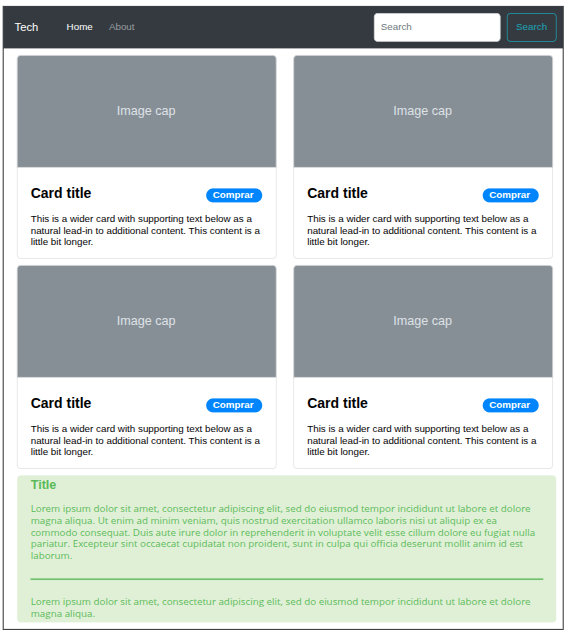 Tech Home About Search Search
Image cap Image cap
Card title Comprar Card title Comprar
This is a wider card with supporting text below as a
natural lead-in to additional content. This content is a
little bit longer.
This is a wider card with supporting text below as a
natural lead-in to additional content. This content is a
little bit longer.
Image cap Image cap
Card title Comprar Card title Comprar
This is a wider card with supporting text below as a
natural lead-in to additional content. This content is a
little bit longer.
This is a wider card with supporting text below as a
natural lead-in to additional content. This content is a
little bit longer.
Title
Lorem ipsum dolor sit amet, consectetur adipiscing elit, sed do eiusmod tempor incididunt ut labore et dolore
magna aliqua. Ut enim ad minim veniam, quis nostrud exercitation ullamco laboris nisi ut aliquip ex ea
commodo consequat. Duis aute irure dolor in reprehenderit in voluptate velit esse cillum dolore eu fugiat nulla
pariatur. Excepteur sint occaecat cupidatat non proident, sunt in culpa qui officia deserunt mollit anim id est
laborum.
Lorem ipsum dolor sit amet, consectetur adipiscing elit, sed do eiusmod tempor incididunt ut labore et dolore
magna aliqua.